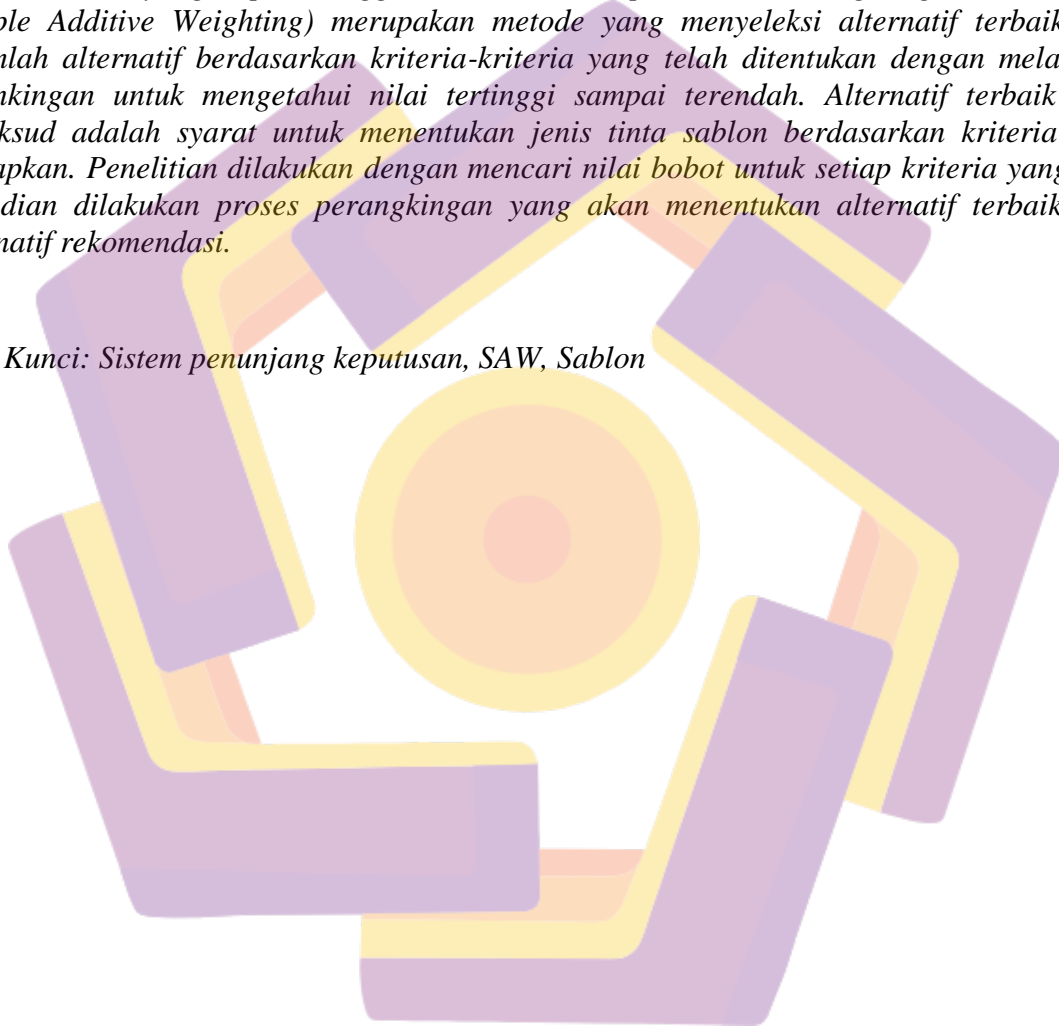 ple Additive Weighting) merupakan metode yang menyeleksi alternatif terbaik
nlah alternatif berdasarkan kriteria-kriteria yang telah ditentukan dengan mela
nkingan untuk mengetahui nilai tertinggi sampai terendah. Alternatif terbaik
ksud adalah syarat untuk menentukan jenis tinta sablon berdasarkan kriteria
apkan. Penelitian dilakukan dengan mencari nilai bobot untuk setiap kriteria yang
dian dilakukan proses perangkingan yang akan menentukan alternatif terbaik
natif rekomendasi.
Kunci: Sistem penunjang keputusan, SAW, Sablon